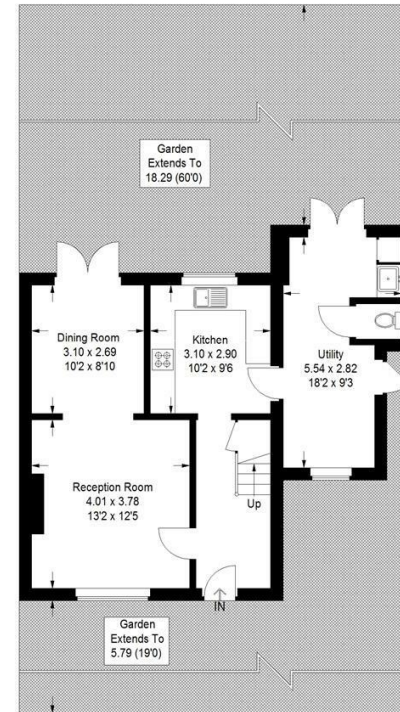 Garden
Extends To
18.29 (60'0)
Dining Room
3.10 x 2.69
10'2 x 8'10
Kitchen
3.10 x 2.90
10'2 x 9'6
Utility
5.54 x 2.82
18'2 x 9'3
Reception Room
4.01 x 3.78
13'2 x 12'5
Up
IN
Garden
Extends To
5.79 (19'0)